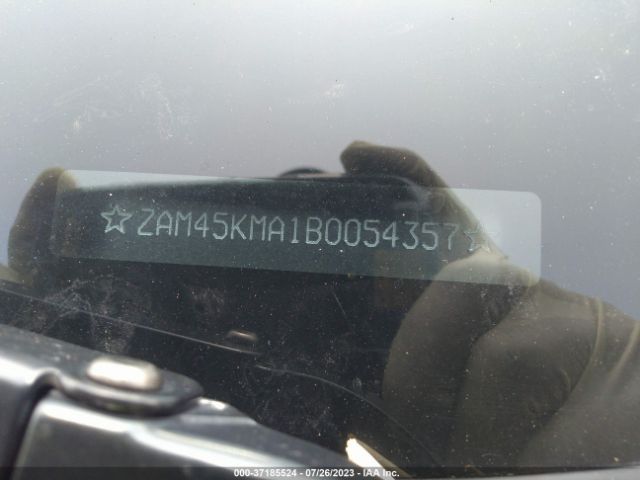 ☆ZAM45KMA1B0054357☆
000-37185524 | 07/26/2023 - IAA Inc.